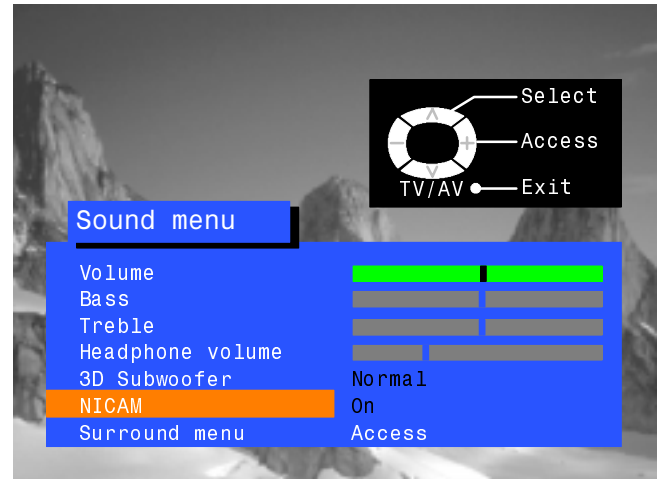 Select
Access
TV/AV Exit
Sound menu
Volume
Bass
Treble
Headphone volume
3D Subwoofer Normal
NICAM On
Surround menu Access